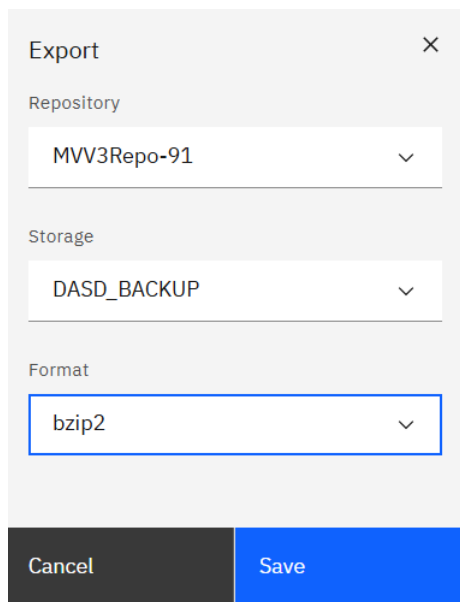 Export
Repository
MVV3Repo-91
Storage
DASD_BACKUP
Format
bzip2
Cancel
Save